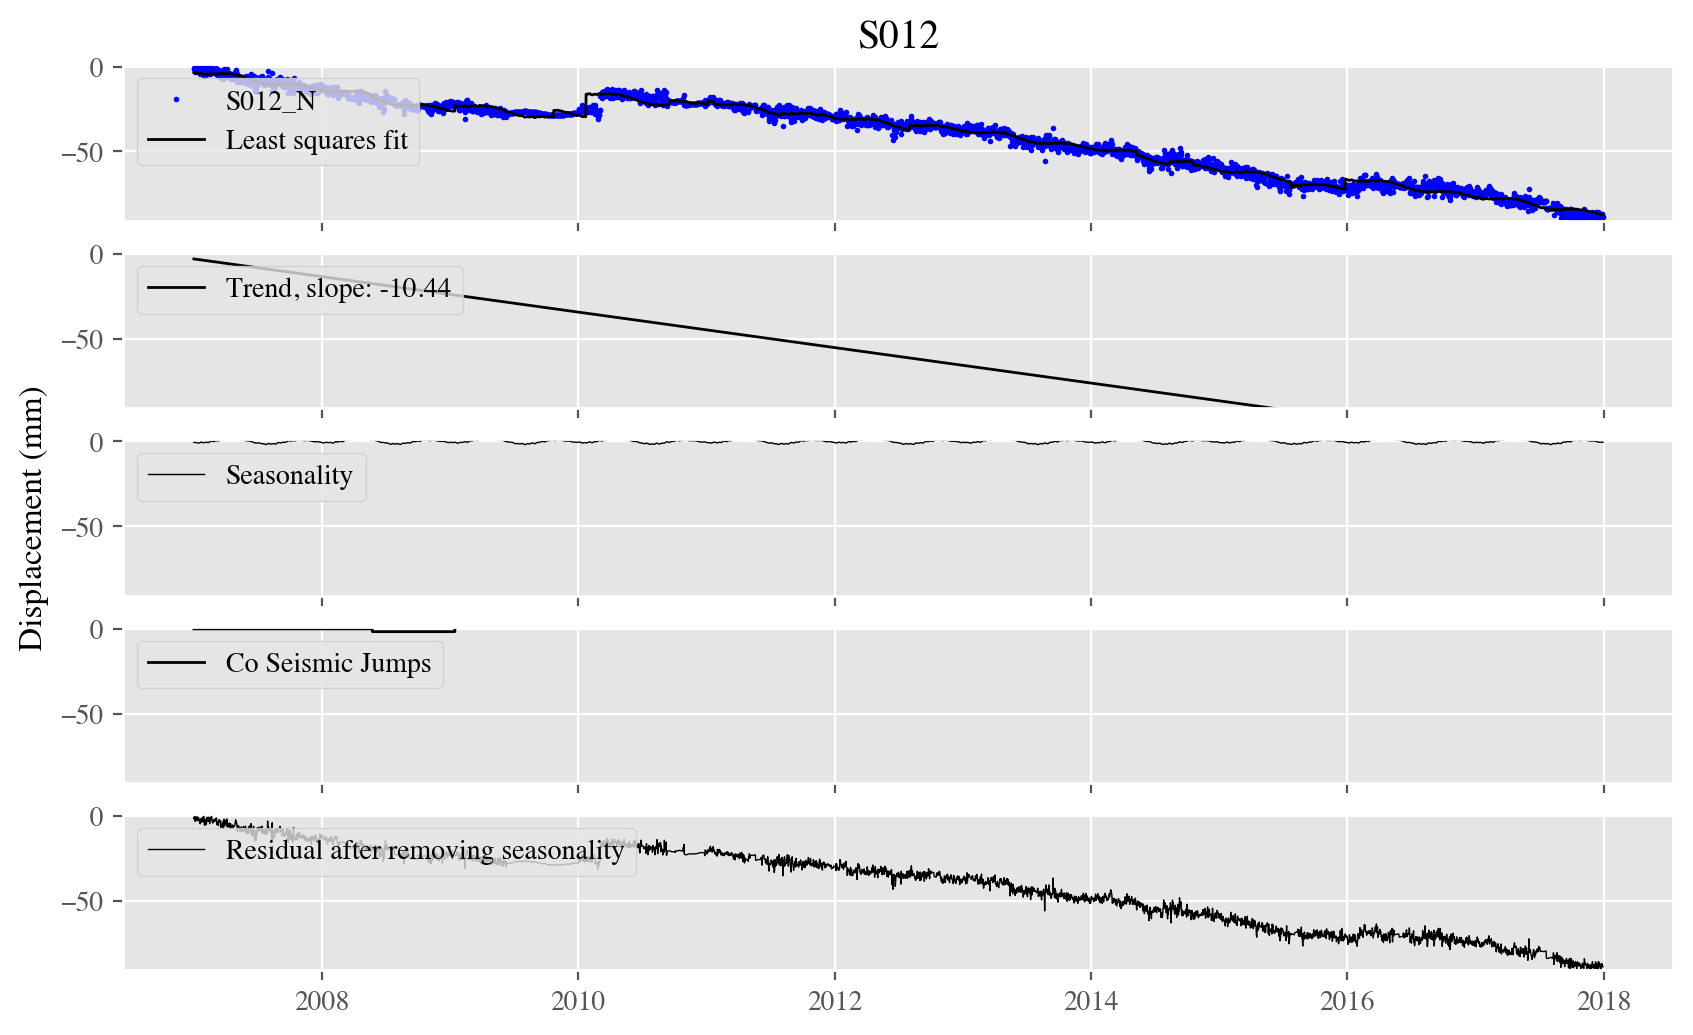 S012
Displacement (mm)
0
−50
S012_N
Least squares fit
0
−50
Trend, slope: -10.44
0
−50
Seasonality
0
−50
Co Seismic Jumps
0
−50
Residual after removing seasonality
2008 2010 2012 2014 2016 2018